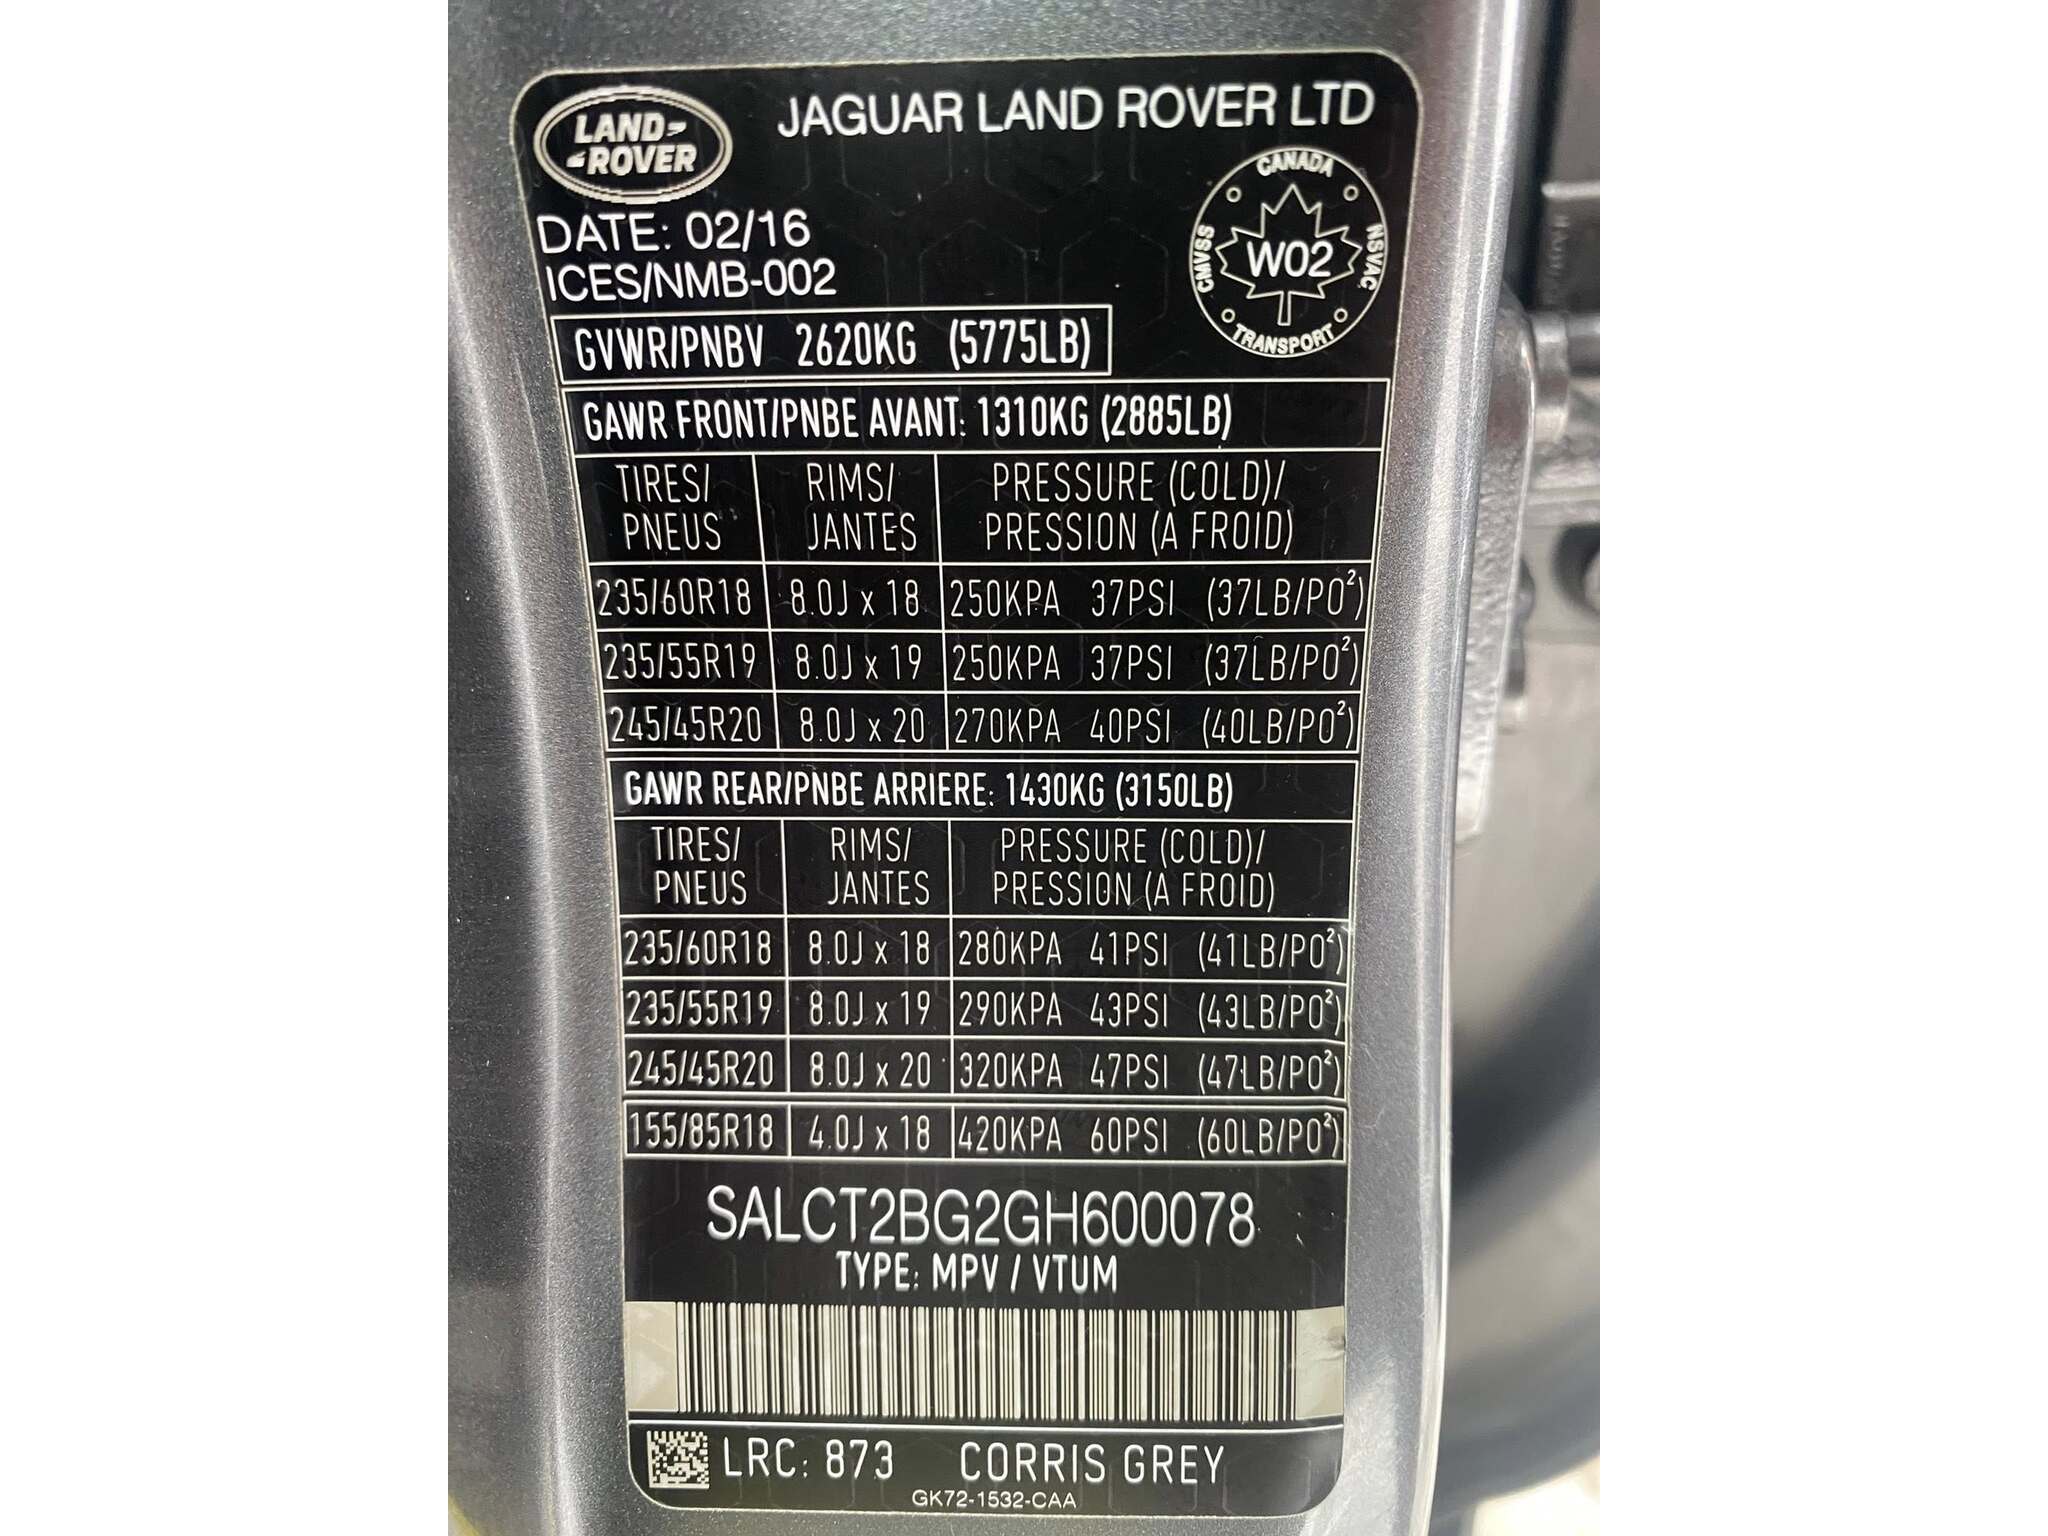 LAND ROVER
JAGUAR LAND ROVER LTD
CANADA
CMVSS
W02
NSVAC
TRANSPORT
DATE: 02/16
ICES/NMB-002
GVWR/PNBV 2620KG (5775LB)
GAWR FRONT/PNBE AVANT: 1310KG (2885LB)
TIRES/ RIMS/ PRESSURE (COLD)/
PNEUS JANTES PRESSION (A FROID)
235/60R18 8.0J x 18 250KPA 37PSI (37LB/PO²)
235/55R19 8.0J x 19 250KPA 37PSI (37LB/PO²)
245/45R20 8.0J x 20 270KPA 40PSI (40LB/PO²)
GAWR REAR/PNBE ARRIERE: 1430KG (3150LB)
TIRES/ RIMS/ PRESSURE (COLD)/
PNEUS JANTES PRESSION (A FROID)
235/60R18 8.0J x 18 280KPA 41PSI (41LB/PO²)
235/55R19 8.0J x 19 290KPA 43PSI (43LB/PO²)
245/45R20 8.0J x 20 320KPA 47PSI (47LB/PO²)
155/85R18 4.0J x 18 420KPA 60PSI (60LB/PO²)
SALCT2BG2GH600078
TYPE: MPV / VTUM
LRC: 873 CORRIS GREY
GK72-1532-CAA